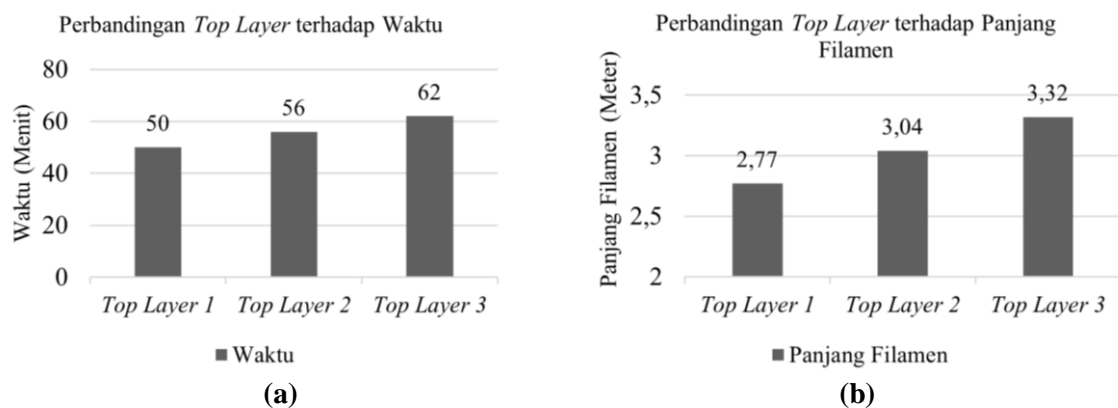 Perbandingan Top Layer terhadap Waktu
80
60
40
20
0
Waktu (Menit)
50
56
62
Top Layer 1
Top Layer 2
Top Layer 3
Waktu
(a)
Perbandingan Top Layer terhadap Panjang
Filamen
3,5
3
2,5
2
Panjang Filamen (Meter)
2,77
3,04
3,32
Top Layer 1
Top Layer 2
Top Layer 3
Panjang Filamen
(b)